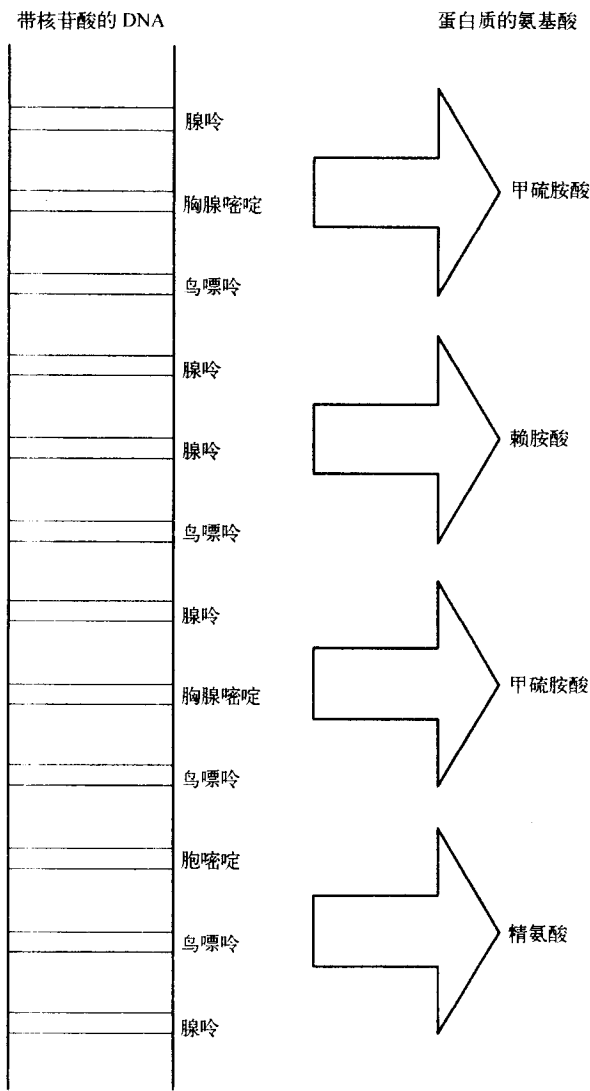 带核苷酸的 DNA
腺呤
胸腺嘧啶
鸟嘌呤
腺呤
腺呤
鸟嘌呤
腺呤
胸腺嘧啶
鸟嘌呤
胞嘧啶
鸟嘌呤
腺呤
蛋白质的氨基酸
甲硫胺酸
赖胺酸
甲硫胺酸
精氨酸